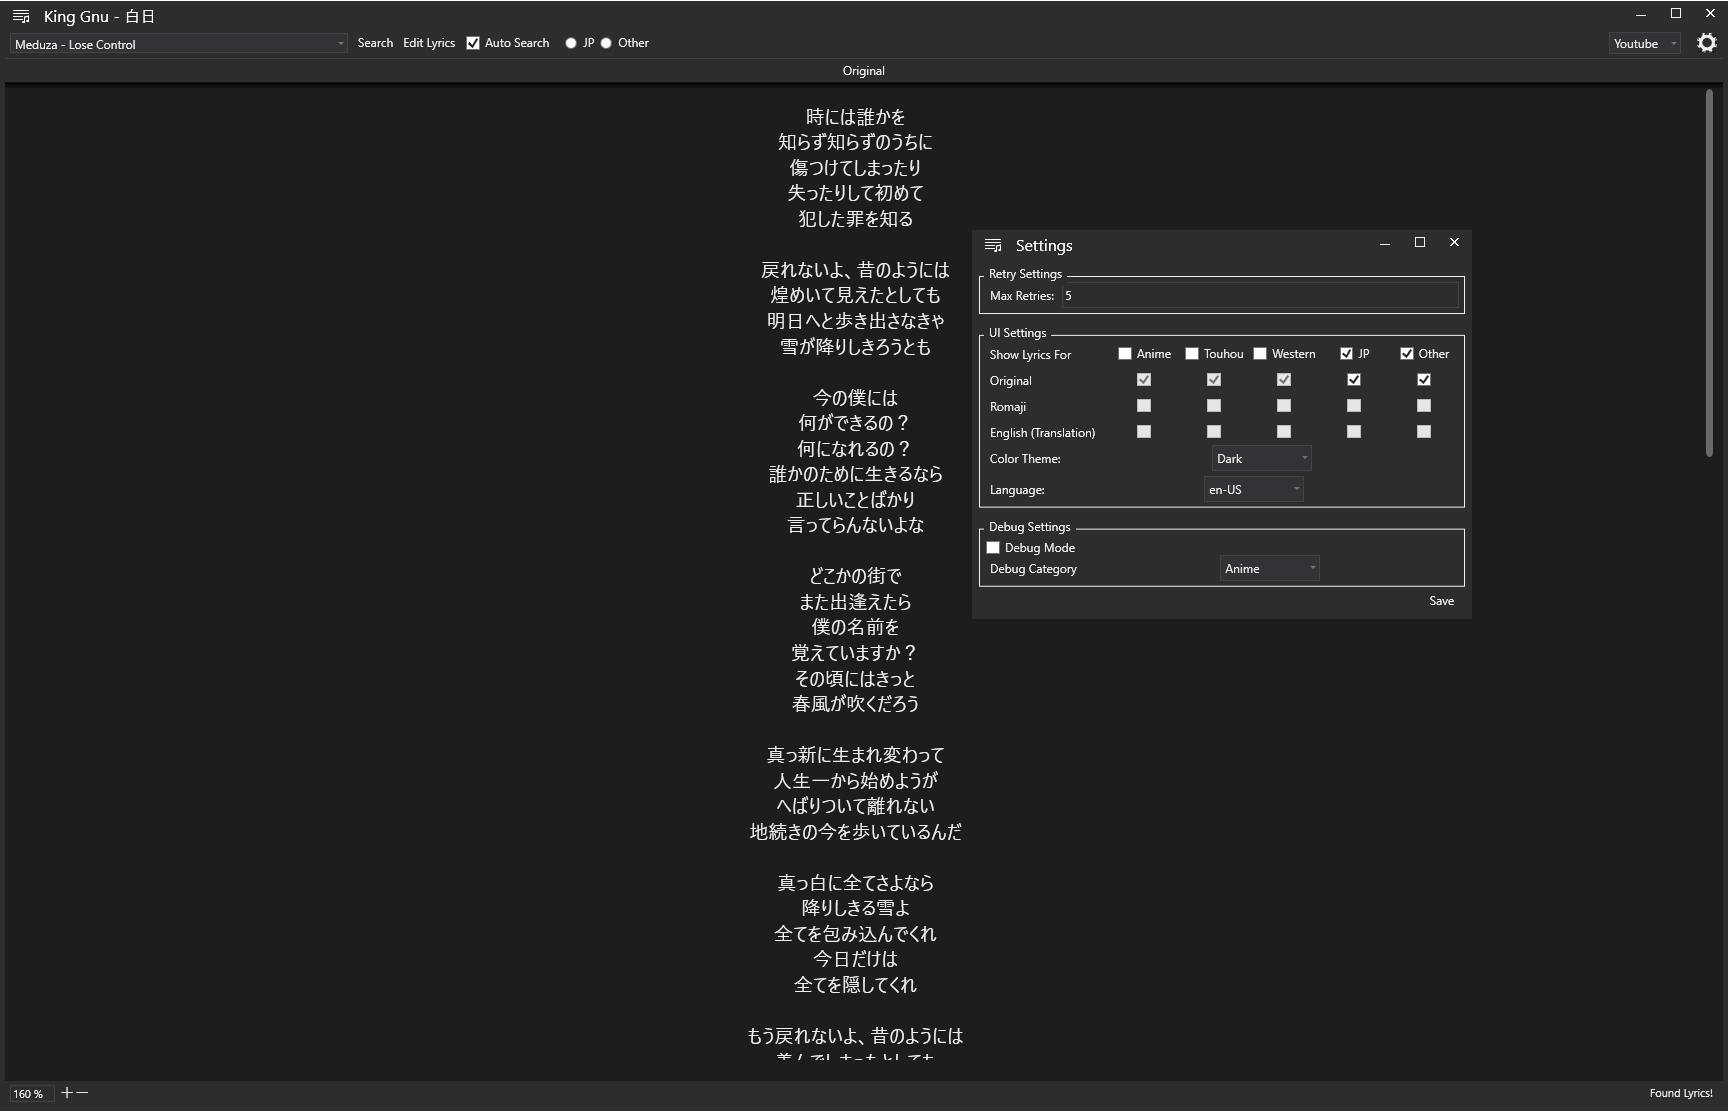 King Gnu - 白日
Meduza - Lose Control
Search Edit Lyrics Auto Search JP Other
Youtube
Original
時には誰かを
知らず知らずのうちに
傷つけてしまったり
失ったりして初めて
犯した罪を知る
戻れないよ、昔のようには
煌めいて見えたとしても
明日へと歩き出さなきゃ
雪が降りしきろうとも
今の僕には
何ができるの？
何になれるの？
誰かのために生きるなら
正しいことばかり
言ってらんないよな
どこかの街で
また出逢えたら
僕の名前を
覚えていますか？
その頃にはきっと
春風が吹くだろう
真っ新に生まれ変わって
人生一から始めようが
へばりついて離れない
地続きの今を歩いているんだ
真っ白に全てさよなら
降りしきる雪よ
全てを包み込んでくれ
今日だけは
全てを隠してくれ
もう戻れないよ、昔のようには
Settings
Retry Settings
Max Retries: 5
UI Settings
Show Lyrics For Anime Touhou Western JP Other
Original
Romaji
English (Translation)
Color Theme: Dark
Language: en-US
Debug Settings
Debug Mode
Debug Category Anime
Save
160 %
Found Lyrics!